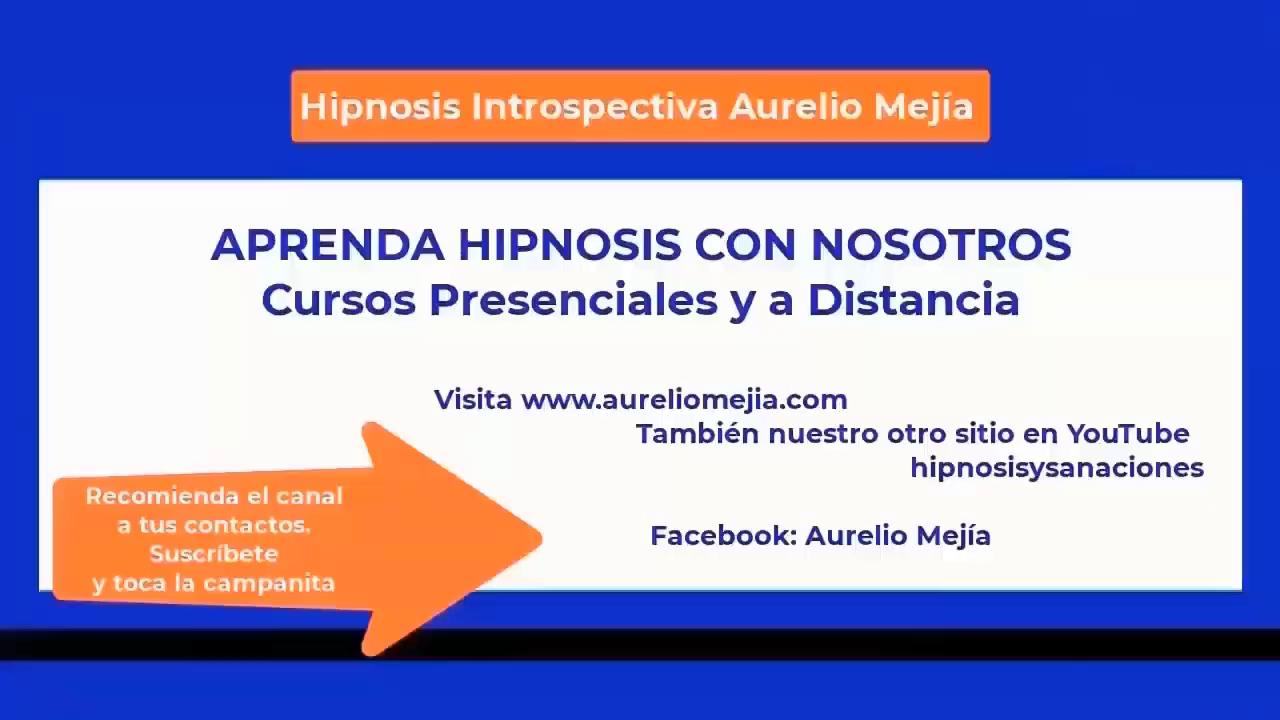 Hipnosis Introspectiva Aurelio Mejía
APRENDA HIPNOSIS CON NOSOTROS
Cursos Presenciales y a Distancia
Visita www.aureliomejia.com
También nuestro otro sitio en YouTube
hipnosisysanaciones
Facebook: Aurelio Mejía
Recomienda el canal
a tus contactos.
Suscríbete
y toca la campanita